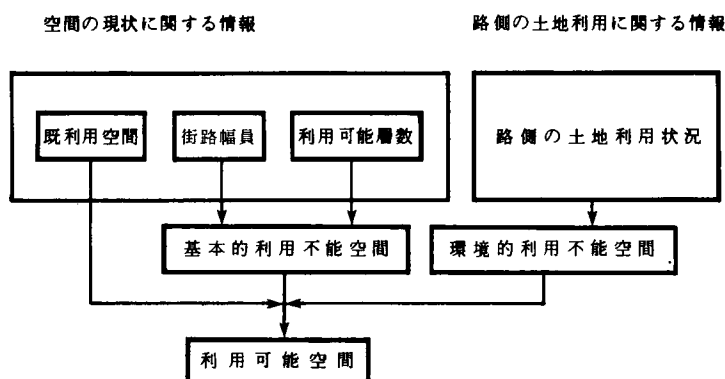 空間の現状に関する情報
路側の土地利用に関する情報
既利用空間
街路幅員
利用可能層数
路側の土地利用状況
基本的利用不能空間
環境的利用不能空間
利用可能空間